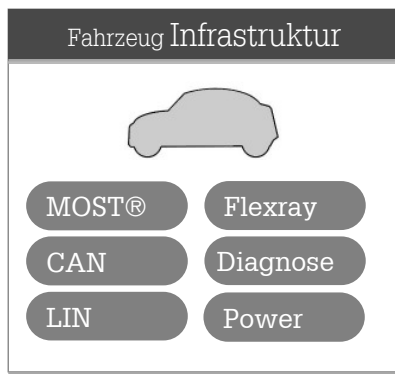 Fahrzeug Infrastruktur
MOST® Flexray
CAN Diagnose
LIN Power